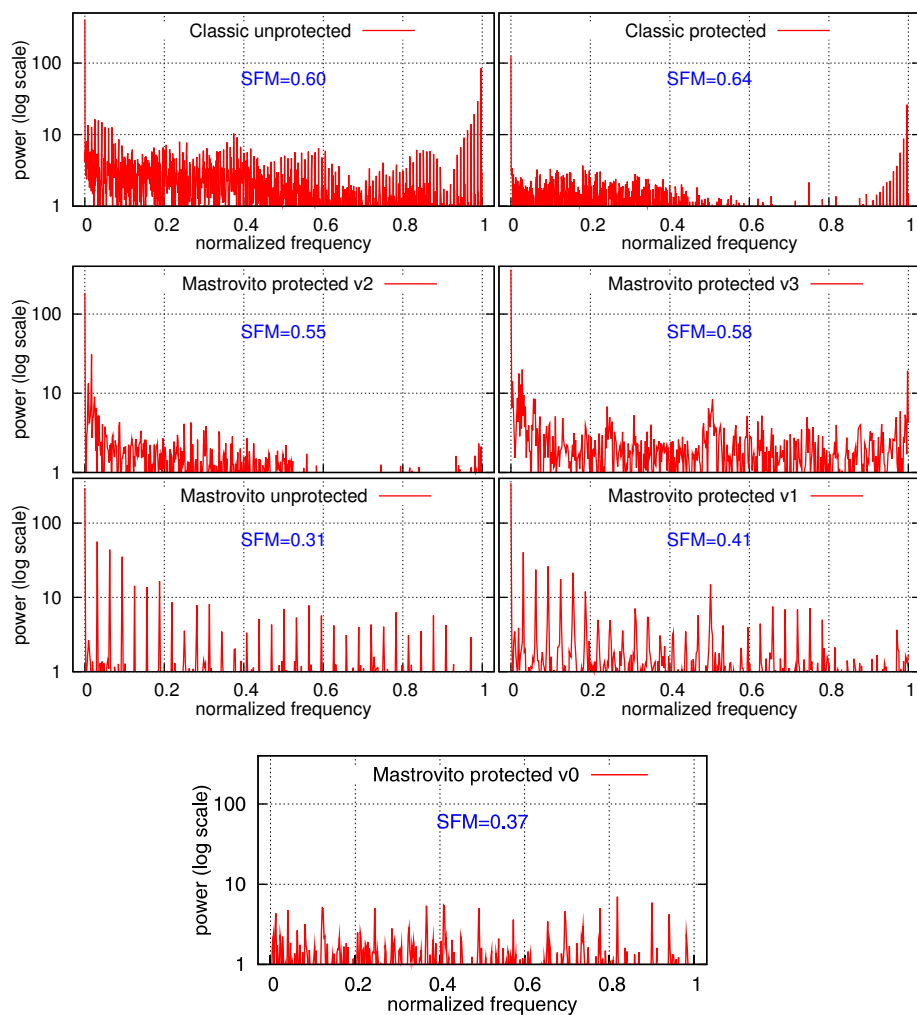 Classic unprotected
SFM=0.60
power (log scale)
100
10
1
0 0.2 0.4 0.6 0.8 1
normalized frequency
Classic protected
SFM=0.64
0 0.2 0.4 0.6 0.8 1
normalized frequency
Mastrovito protected v2
SFM=0.55
power (log scale)
100
10
1
Mastrovito protected v3
SFM=0.58
Mastrovito unprotected
SFM=0.31
power (log scale)
100
10
1
0 0.2 0.4 0.6 0.8 1
normalized frequency
Mastrovito protected v1
SFM=0.41
0 0.2 0.4 0.6 0.8 1
normalized frequency
Mastrovito protected v0
SFM=0.37
power (log scale)
100
10
1
0 0.2 0.4 0.6 0.8 1
normalized frequency